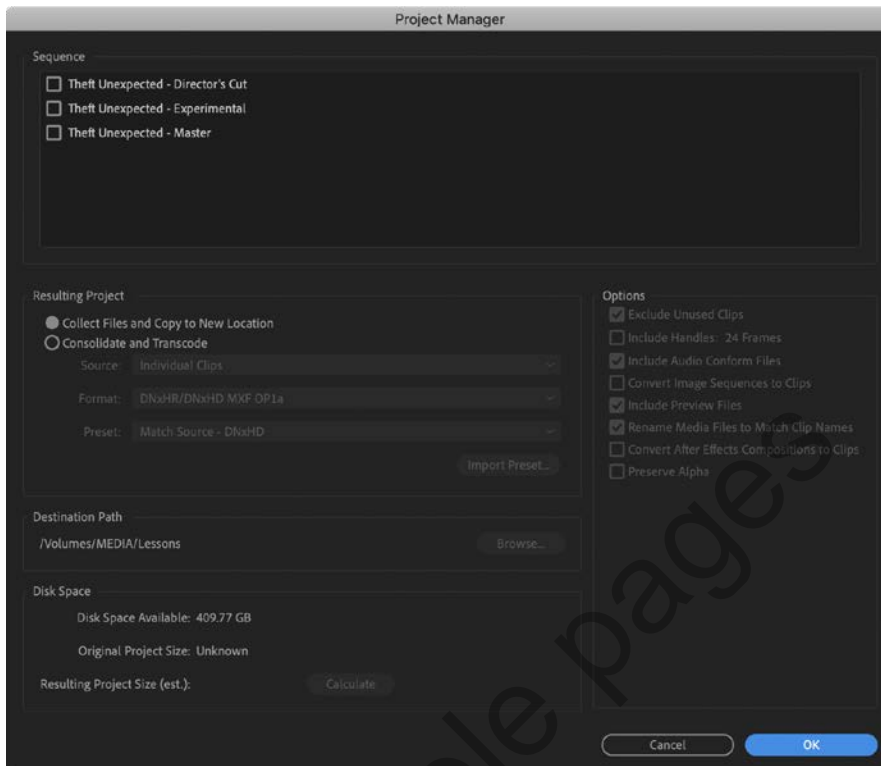 Project Manager
Sequence
Theft Unexpected - Director's Cut
Theft Unexpected - Experimental
Theft Unexpected - Master
Resulting Project
Collect Files and Copy to New Location
Consolidate and Transcode
Source: Individual Clips
Format: DNxHR/DNxHD MXF OP1a
Preset: Match Source - DNxHD
Import Preset...
Options
Exclude Unused Clips
Include Handles: 24 Frames
Include Audio Conform Files
Convert Image Sequences to Clips
Include Preview Files
Rename Media Files to Match Clip Names
Convert After Effects Compositions to Clips
Preserve Alpha
Destination Path
/Volumes/MEDIA/Lessons
Browse...
Disk Space
Disk Space Available: 409.77 GB
Original Project Size: Unknown
Resulting Project Size (est.):
Calculate
Cancel
OK
pages